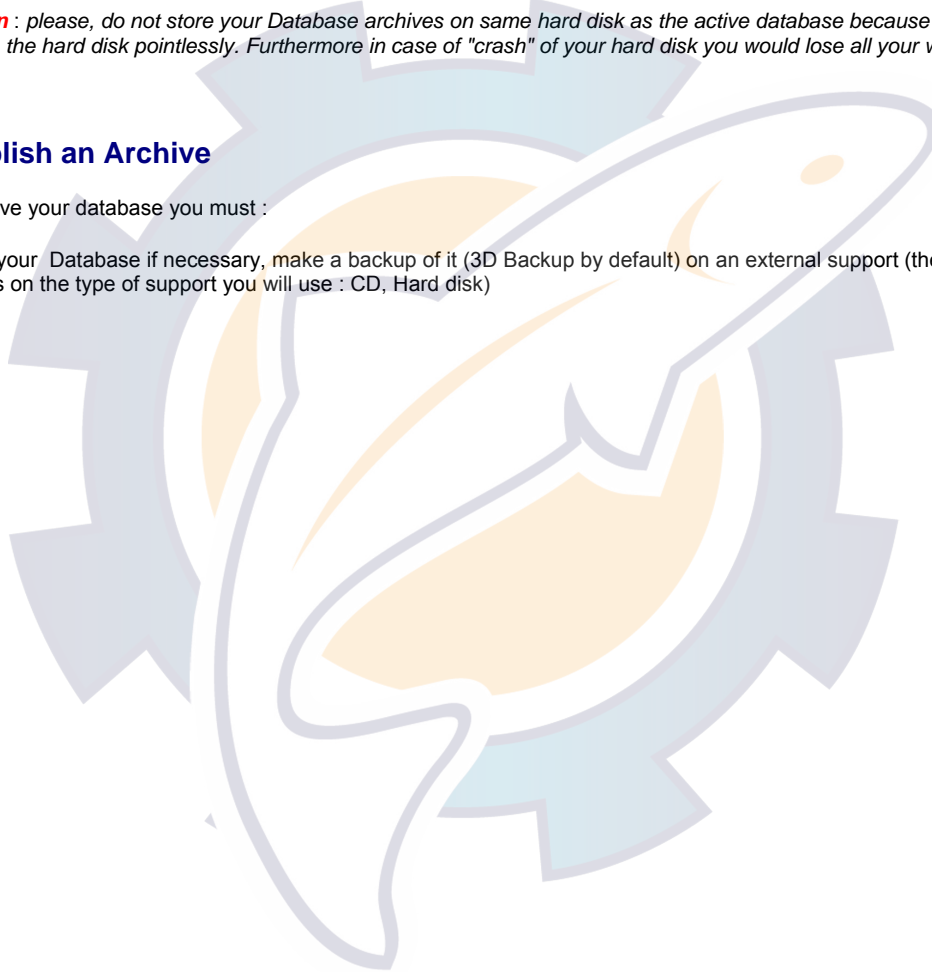 n : please, do not store your Database archives on same hard disk as the active database because
the hard disk pointlessly. Furthermore in case of "crash" of your hard disk you would lose all your
lish an Archive
ve your database you must :
your Database if necessary, make a backup of it (3D Backup by default) on an external support (the
s on the type of support you will use : CD, Hard disk)